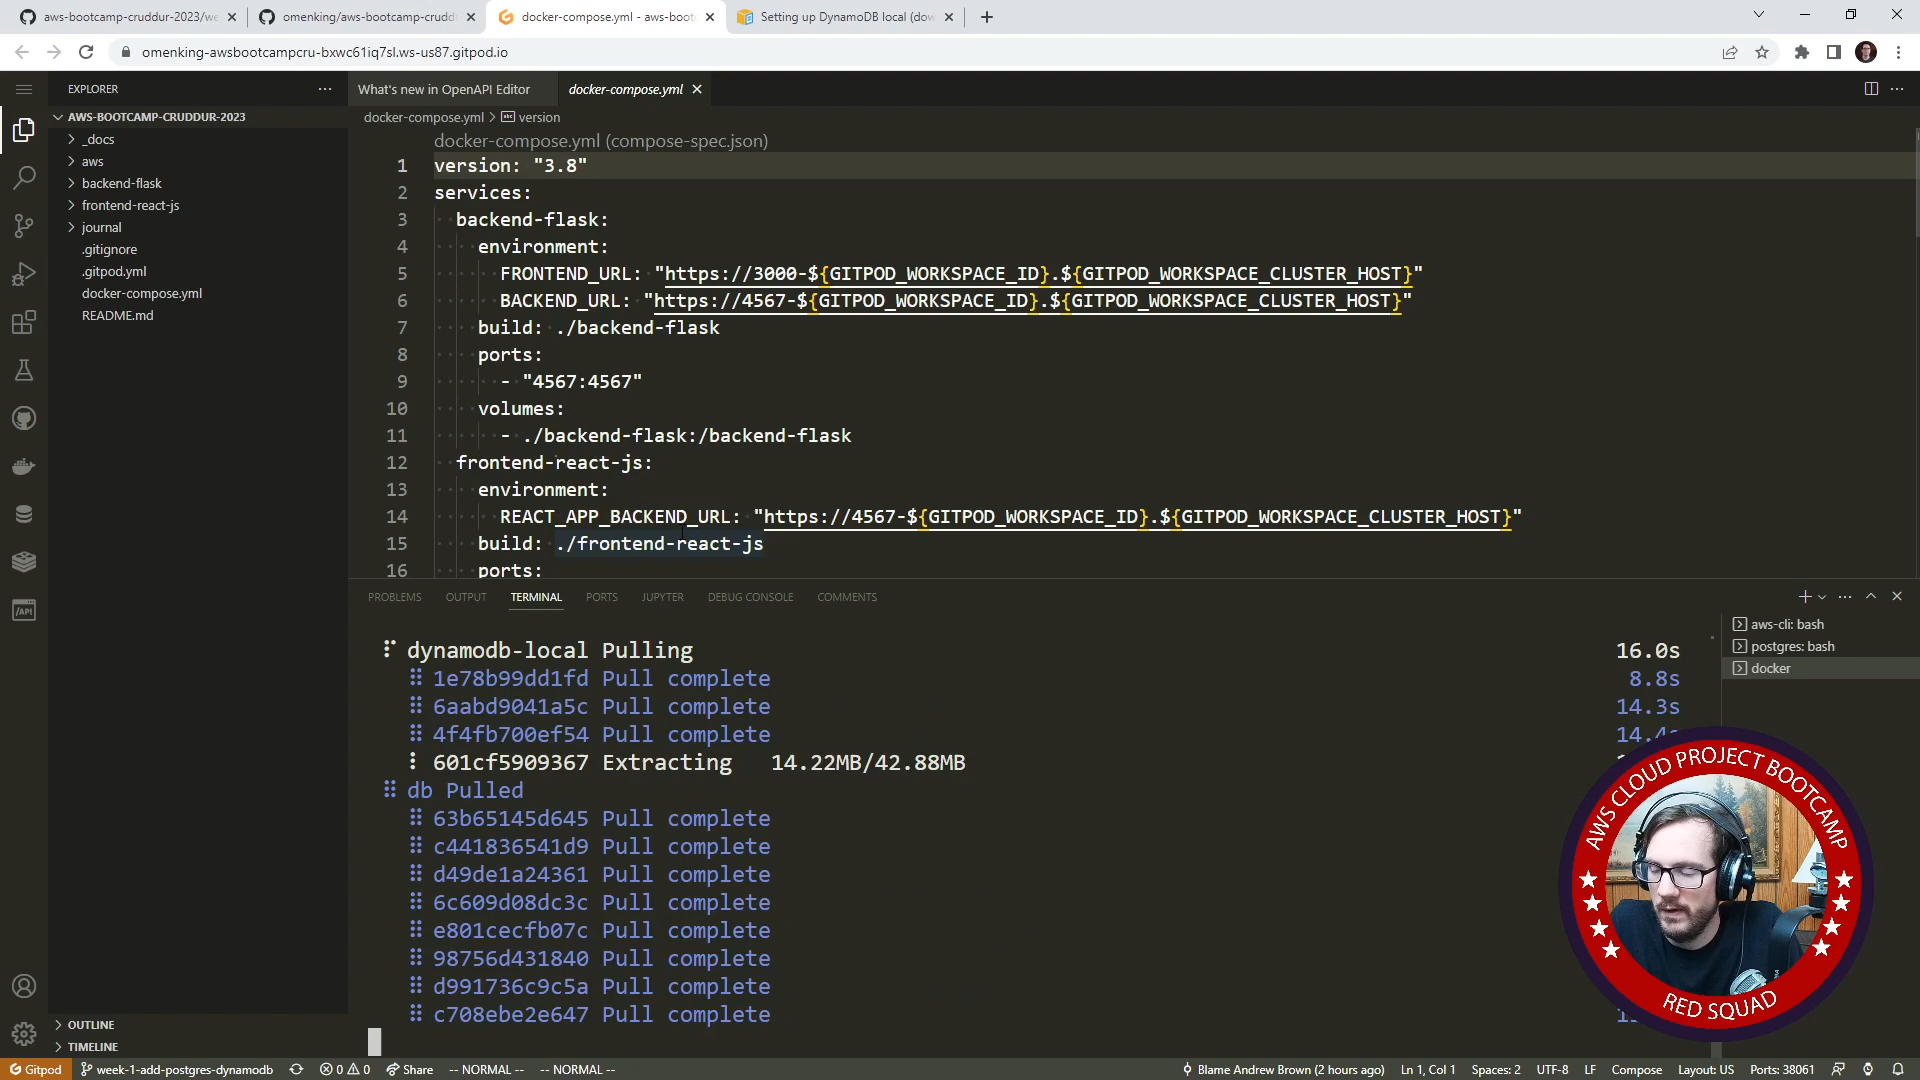 aws-bootcamp-cruddur-2023/we
omenking/aws-bootcamp-cruddu
docker-compose.yml - aws-boot
Setting up DynamoDB local (dow
omenking-awsbootcampcru-bxwc61iq7sl.ws-us87.gitpod.io
EXPLORER
What's new in OpenAPI Editor
docker-compose.yml
AWS-BOOTCAMP-CRUDDUR-2023
_docs
aws
backend-flask
frontend-react-js
journal
.gitignore
.gitpod.yml
docker-compose.yml
README.md
OUTLINE
TIMELINE
docker-compose.yml > version
docker-compose.yml (compose-spec.json)
1 version: "3.8"
2 services:
3 backend-flask:
4 environment:
5 FRONTEND_URL: "https://3000-${GITPOD_WORKSPACE_ID}.${GITPOD_WORKSPACE_CLUSTER_HOST}"
6 BACKEND_URL: "https://4567-${GITPOD_WORKSPACE_ID}.${GITPOD_WORKSPACE_CLUSTER_HOST}"
7 build: ./backend-flask
8 ports:
9 - "4567:4567"
10 volumes:
11 - ./backend-flask:/backend-flask
12 frontend-react-js:
13 environment:
14 REACT_APP_BACKEND_URL: "https://4567-${GITPOD_WORKSPACE_ID}.${GITPOD_WORKSPACE_CLUSTER_HOST}"
15 build: ./frontend-react-js
16 ports:
PROBLEMS OUTPUT TERMINAL PORTS JUPYTER DEBUG CONSOLE COMMENTS
dynamodb-local Pulling 16.0s
1e78b99dd1fd Pull complete 8.8s
6aabd9041a5c Pull complete 14.3s
4f4fb700ef54 Pull complete 14.4s
601cf5909367 Extracting 14.22MB/42.88MB
db Pulled
63b65145d645 Pull complete
c441836541d9 Pull complete
d49de1a24361 Pull complete
6c609d08dc3c Pull complete
e801cecfb07c Pull complete
98756d431840 Pull complete
d991736c9c5a Pull complete
c708ebe2e647 Pull complete
aws-cli: bash
postgres: bash
docker
AWS CLOUD PROJECT BOOTCAMP
RED SQUAD
Gitpod week-1-add-postgres-dynamodb 0 0 Share -- NORMAL -- -- NORMAL -- Blame Andrew Brown (2 hours ago) Ln 1, Col 1 Spaces: 2 UTF-8 LF Compose Layout: US Ports: 38061